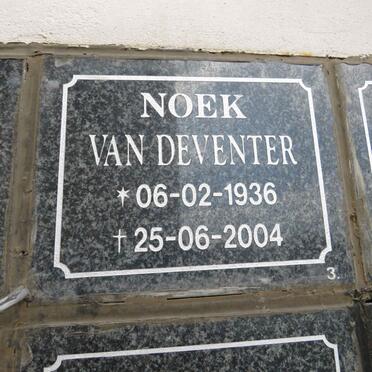 NOEK
VAN DEVENTER
* 06-02-1936
† 25-06-2004
3.